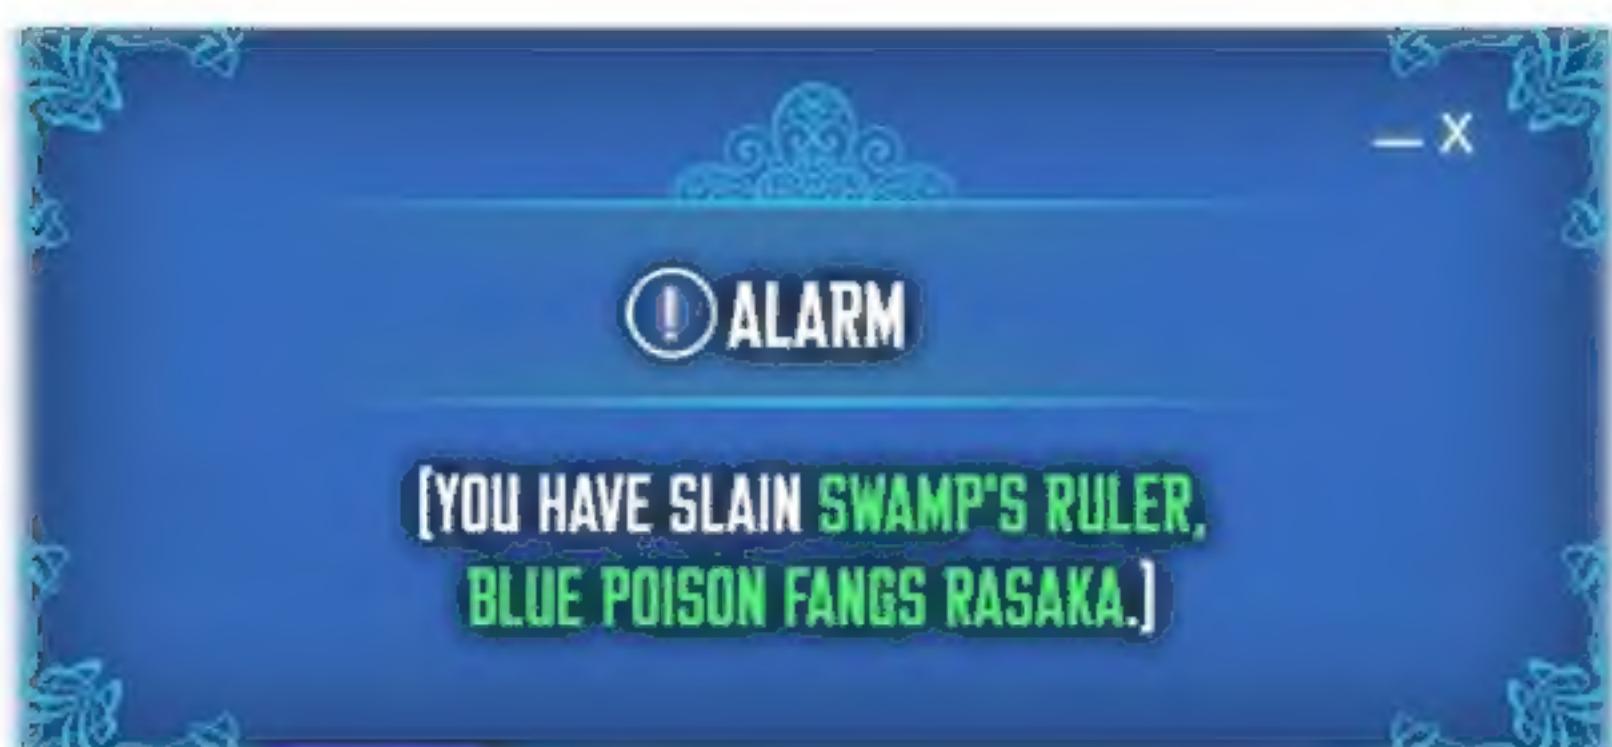 — X
! ALARM
[YOU HAVE SLAIN SWAMP'S RULER,
BLUE POISON FANGS RASAKA.]